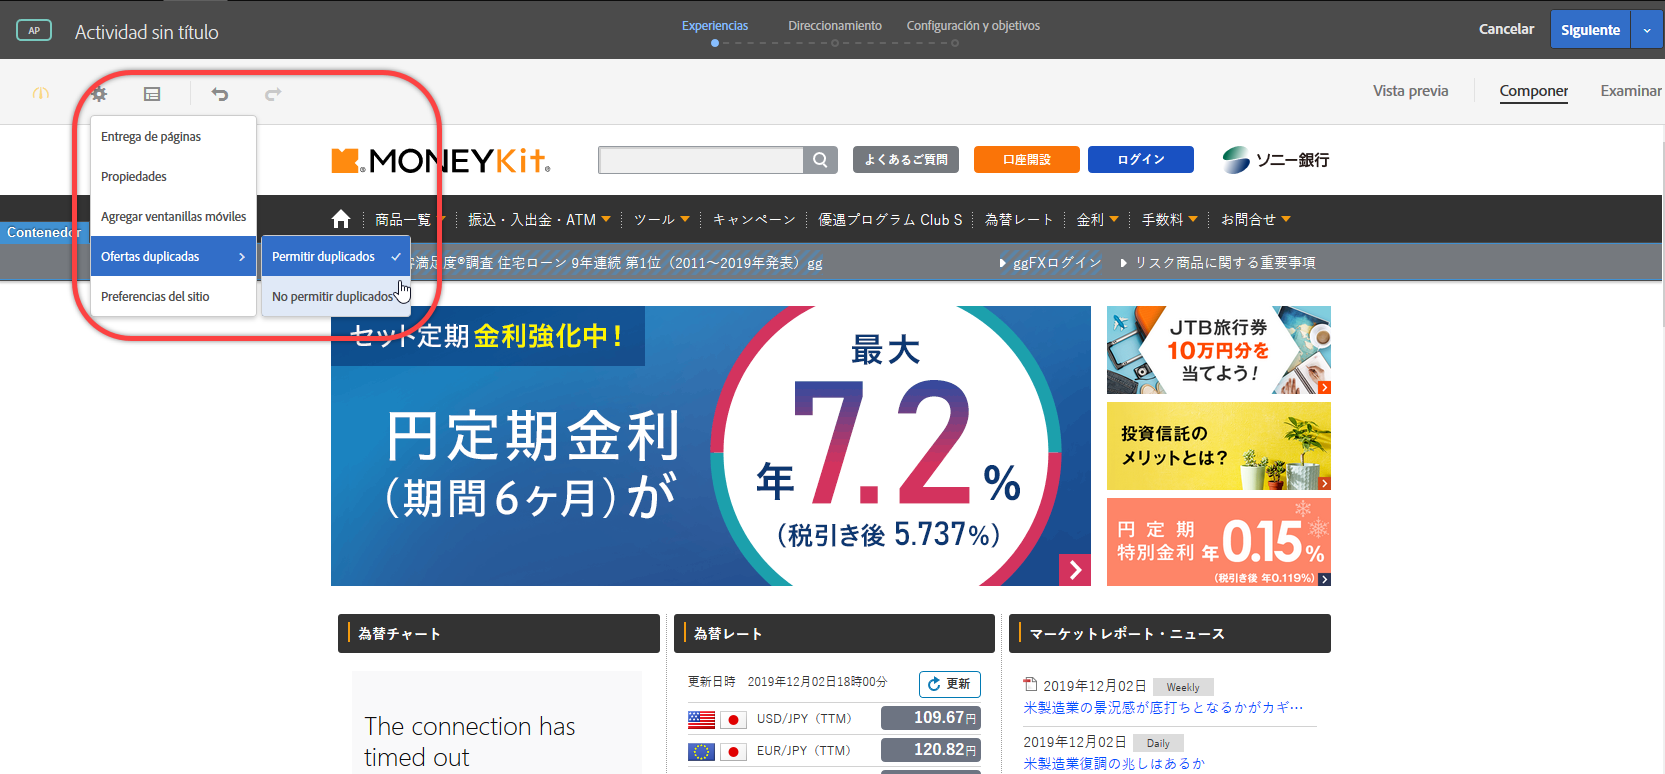 AP
Actividad sin título
Experiencias
Direccionamiento
Configuración y objetivos
Cancelar
Siguiente
Vista previa
Componer
Examinar
Entrega de páginas
Propiedades
Agregar ventanillas móviles
Ofertas duplicadas
Preferencias del sitio
Permitir duplicados
No permitir duplicados
Contenedor
MONEYKit
よくあるご質問
口座開設
ログイン
ソニー銀行
商品一覧
振込・入出金・ATM
ツール
キャンペーン
優遇プログラム Club S
為替レート
金利
手数料
お問合せ
満足度®調査 住宅ローン 9年連続 第1位（2011～2019年発表）gg
ggFXログイン
リスク商品に関する重要事項
セット定期 金利強化中！
円定期金利
（期間6ヶ月）が
最大
年7.2%
（税引き後 5.737%）
JTB旅行券
10万円分を
当てよう！
投資信託の
メリットとは？
円定期
特別金利 年0.15%
（税引き後 年0.119%）
為替チャート
The connection has
timed out
為替レート
更新日時 2019年12月02日18時00分
更新
USD/JPY（TTM） 109.67円
EUR/JPY（TTM） 120.82円
マーケットレポート・ニュース
2019年12月02日 Weekly
米製造業の景況感が底打ちとなるかがカギ…
2019年12月02日 Daily
米製造業復調の兆しはあるか